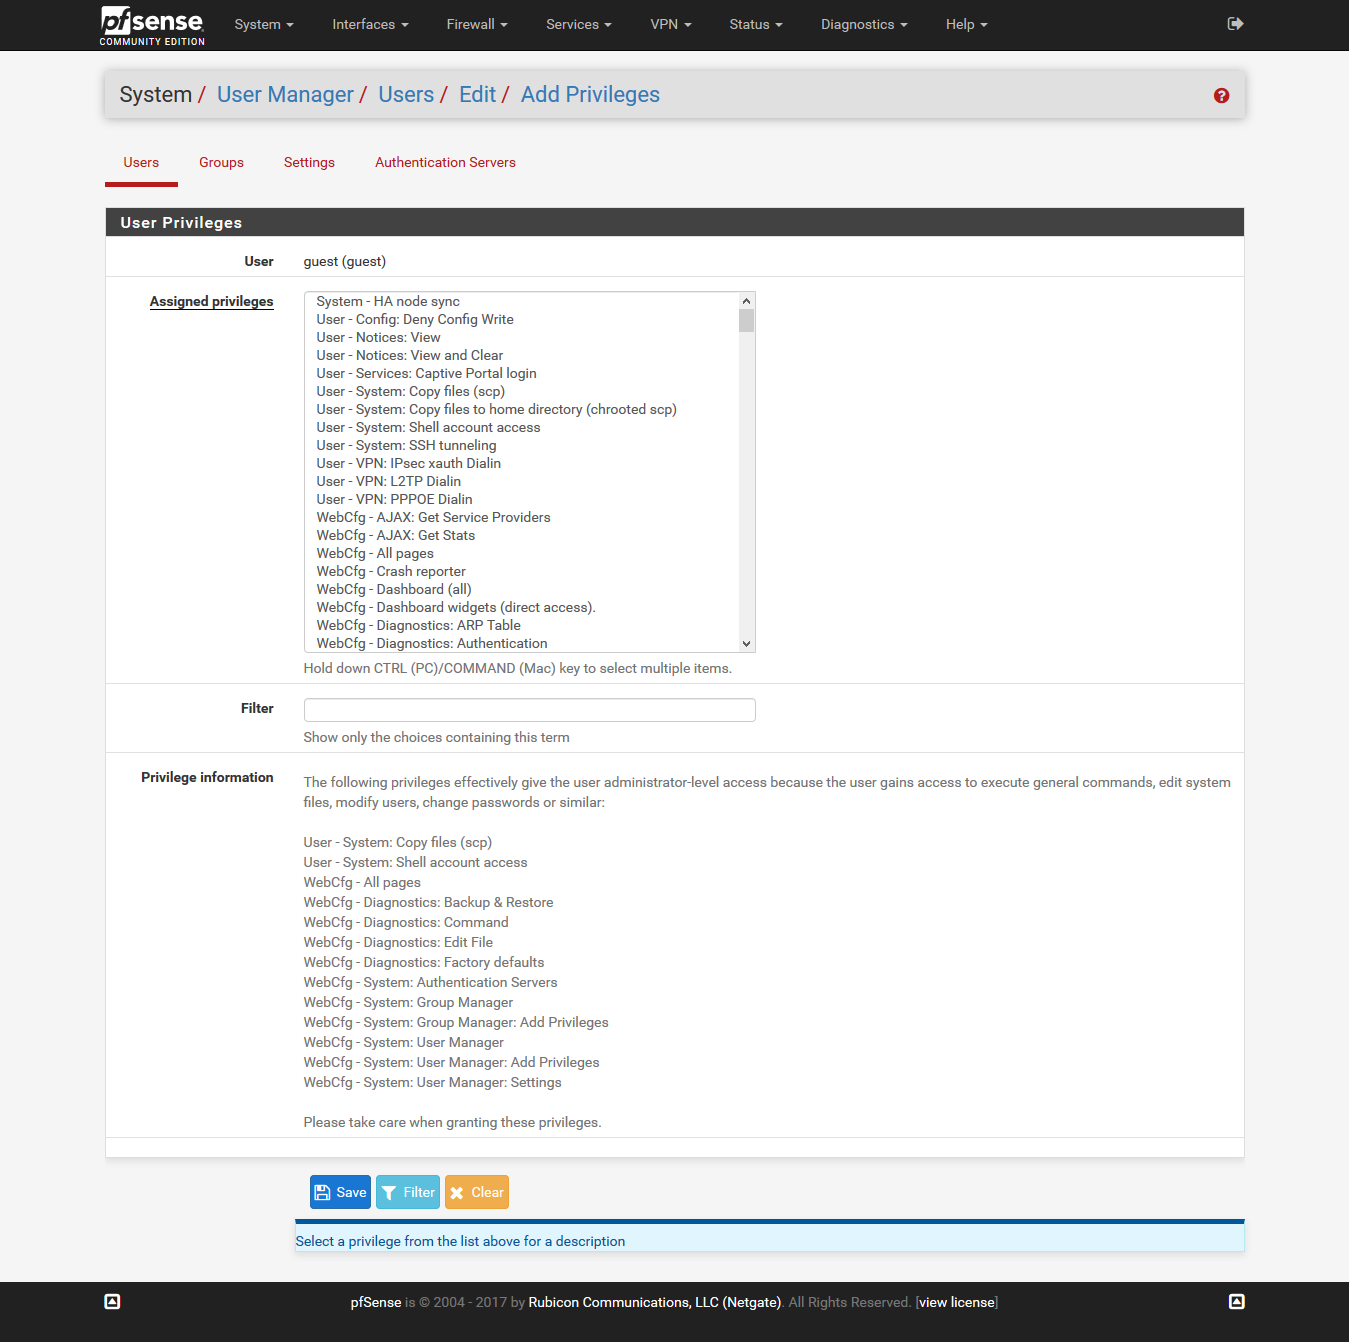 pfsense COMMUNITY EDITION System Interfaces Firewall Services VPN Status Diagnostics Help
System / User Manager / Users / Edit / Add Privileges
Users Groups Settings Authentication Servers
User Privileges
User guest (guest)
Assigned privileges
System - HA node sync
User - Config: Deny Config Write
User - Notices: View
User - Notices: View and Clear
User - Services: Captive Portal login
User - System: Copy files (scp)
User - System: Copy files to home directory (chrooted scp)
User - System: Shell account access
User - System: SSH tunneling
User - VPN: IPsec xauth Dialin
User - VPN: L2TP Dialin
User - VPN: PPPOE Dialin
WebCfg - AJAX: Get Service Providers
WebCfg - AJAX: Get Stats
WebCfg - All pages
WebCfg - Crash reporter
WebCfg - Dashboard (all)
WebCfg - Dashboard widgets (direct access).
WebCfg - Diagnostics: ARP Table
WebCfg - Diagnostics: Authentication
Hold down CTRL (PC)/COMMAND (Mac) key to select multiple items.
Filter
Show only the choices containing this term
Privilege information
The following privileges effectively give the user administrator-level access because the user gains access to execute general commands, edit system
files, modify users, change passwords or similar:
User - System: Copy files (scp)
User - System: Shell account access
WebCfg - All pages
WebCfg - Diagnostics: Backup & Restore
WebCfg - Diagnostics: Command
WebCfg - Diagnostics: Edit File
WebCfg - Diagnostics: Factory defaults
WebCfg - System: Authentication Servers
WebCfg - System: Group Manager
WebCfg - System: Group Manager: Add Privileges
WebCfg - System: User Manager
WebCfg - System: User Manager: Add Privileges
WebCfg - System: User Manager: Settings
Please take care when granting these privileges.
Save Filter Clear
Select a privilege from the list above for a description
pfSense is © 2004 - 2017 by Rubicon Communications, LLC (Netgate). All Rights Reserved. [view license]